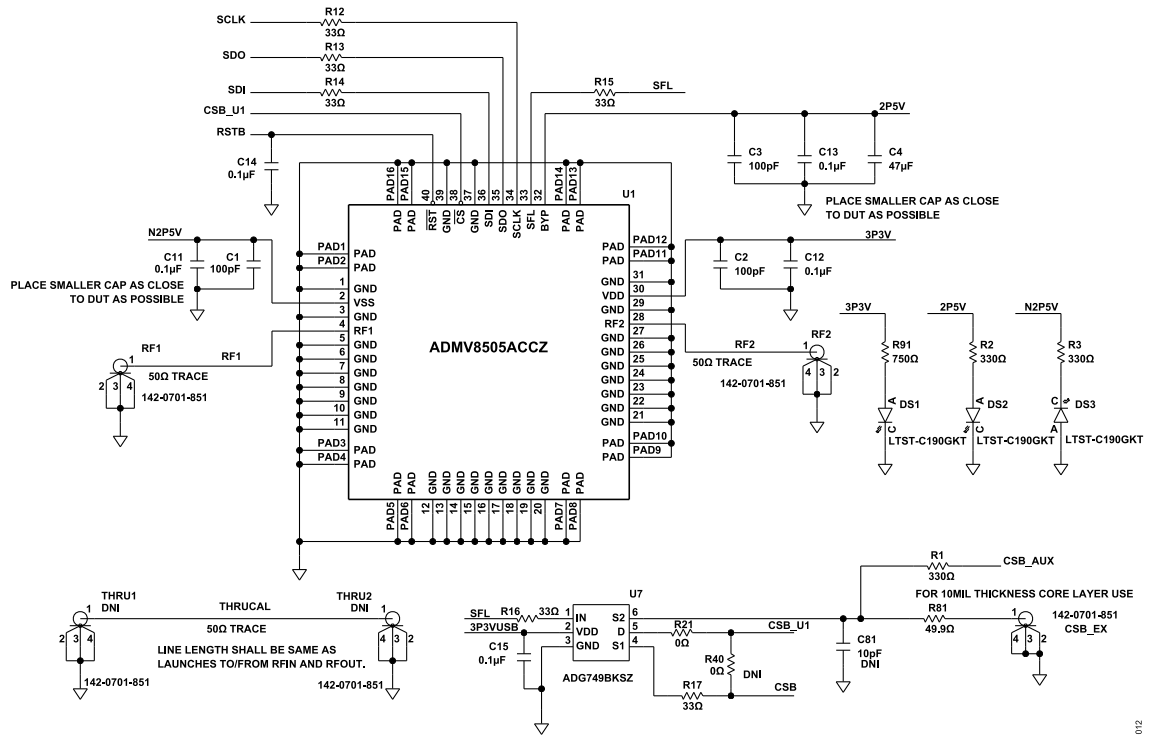 SCLK
R12
33Ω
SDO
R13
33Ω
SDI
R14
33Ω
CSB_U1
RSTB
C14
0.1µF
R15
33Ω
SFL
2P5V
C3
100pF
C13
0.1µF
C4
47µF
PLACE SMALLER CAP AS CLOSE
TO DUT AS POSSIBLE
PAD16
PAD15
40
39
38
37
36
35
34
33
32
PAD14
PAD13
U1
PAD
PAD
RST
GND
CS
GND
SDI
SDO
SCLK
SFL
BYP
PAD
PAD
N2P5V
C11
0.1µF
C1
100pF
PLACE SMALLER CAP AS CLOSE
TO DUT AS POSSIBLE
PAD1 PAD
PAD2 PAD
1 GND
2 VSS
3 GND
4 RF1
5 GND
6 GND
7 GND
8 GND
9 GND
10 GND
11 GND
PAD3 PAD
PAD4 PAD
ADMV8505ACCZ
PAD PAD12
PAD PAD11
GND 31
VDD 30
GND 29
RF2 28
GND 27
GND 26
GND 25
GND 24
GND 23
GND 22
GND 21
PAD PAD10
PAD PAD9
3P3V
C2
100pF
C12
0.1µF
RF1
1
RF1
50Ω TRACE
2 3 4
142-0701-851
RF2
RF2
1
50Ω TRACE
4 3 2
142-0701-851
3P3V
R91
750Ω
A
DS1
C
LTST-C190GKT
2P5V
R2
330Ω
A
DS2
C
LTST-C190GKT
N2P5V
R3
330Ω
C
DS3
A
LTST-C190GKT
PAD
PAD
GND
GND
GND
GND
GND
GND
GND
GND
GND
PAD
PAD
PAD5
PAD6
12
13
14
15
16
17
18
19
20
PAD7
PAD8
THRU1
DNI
1
THRUCAL
50Ω TRACE
THRU2
DNI
1
2 3 4
4 3 2
LINE LENGTH SHALL BE SAME AS
LAUNCHES TO/FROM RFIN AND RFOUT.
142-0701-851
142-0701-851
SFL
R16
33Ω
3P3VUSB
C15
0.1µF
U7
1 IN
2 VDD
3 GND
S2 6
D 5
S1 4
ADG749BKSZ
R21
0Ω
CSB_U1
R40
0Ω
DNI
R17
33Ω
CSB
R1
330Ω
CSB_AUX
FOR 10MIL THICKNESS CORE LAYER USE
R81
49.9Ω
C81
10pF
DNI
1
142-0701-851
CSB_EX
4 3 2
012